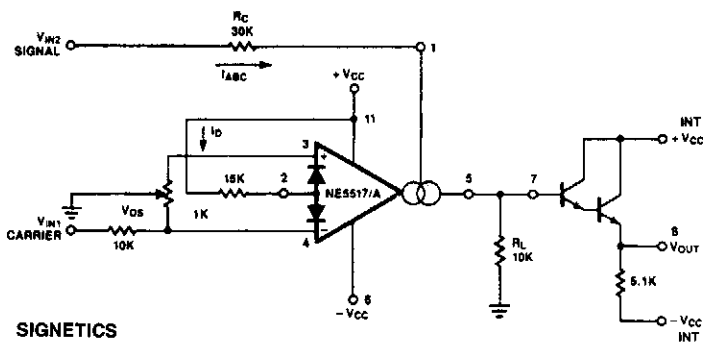 VIN2
SIGNAL
RC
30K
IABC
1
+VCC
11
INT
+VCC
ID
3
+
15K
2
NE5517/A
5
7
VOS
1K
VIN1
CARRIER
10K
4
−
RL
10K
8
VOUT
5.1K
6
−VCC
−VCC
INT
SIGNETICS